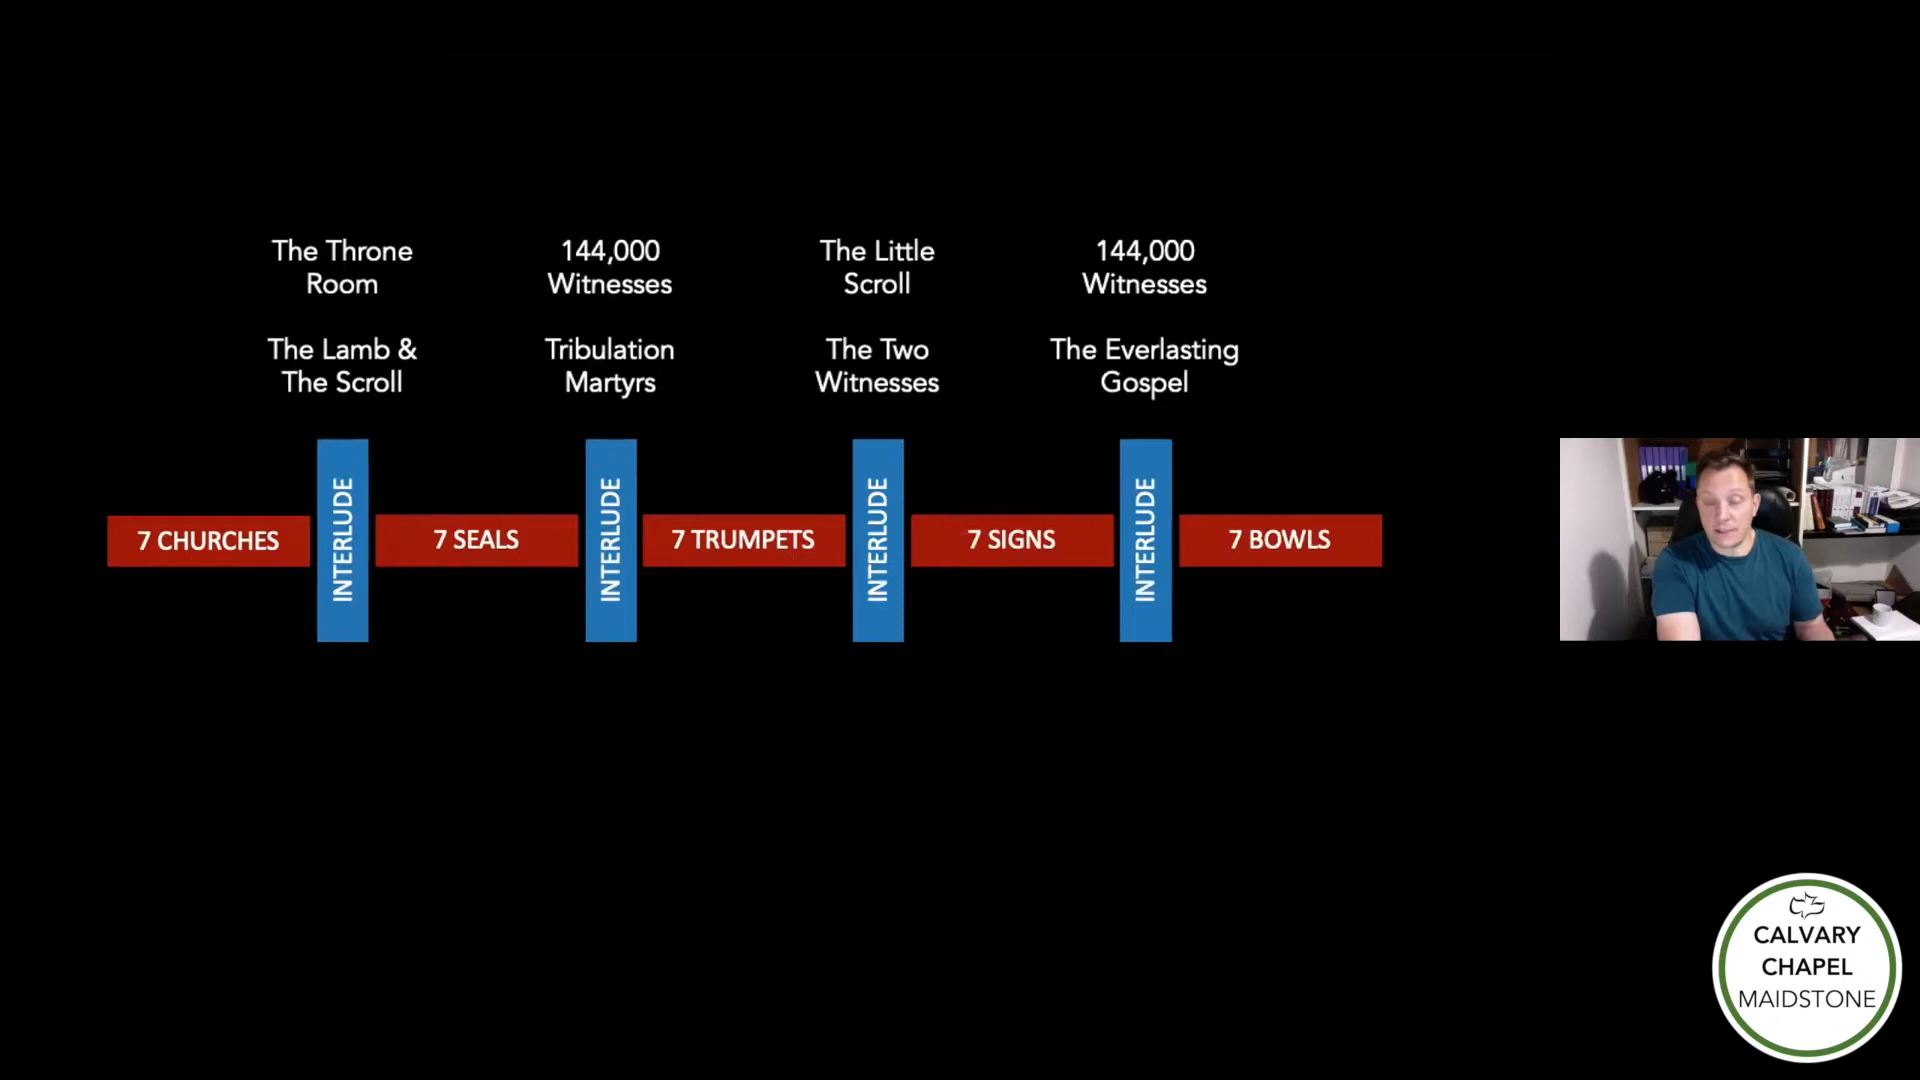 The Throne
Room
144,000
Witnesses
The Little
Scroll
144,000
Witnesses
The Lamb &
The Scroll
Tribulation
Martyrs
The Two
Witnesses
The Everlasting
Gospel
7 CHURCHES
INTERLUDE
7 SEALS
INTERLUDE
7 TRUMPETS
INTERLUDE
7 SIGNS
INTERLUDE
7 BOWLS
CALVARY
CHAPEL
MAIDSTONE